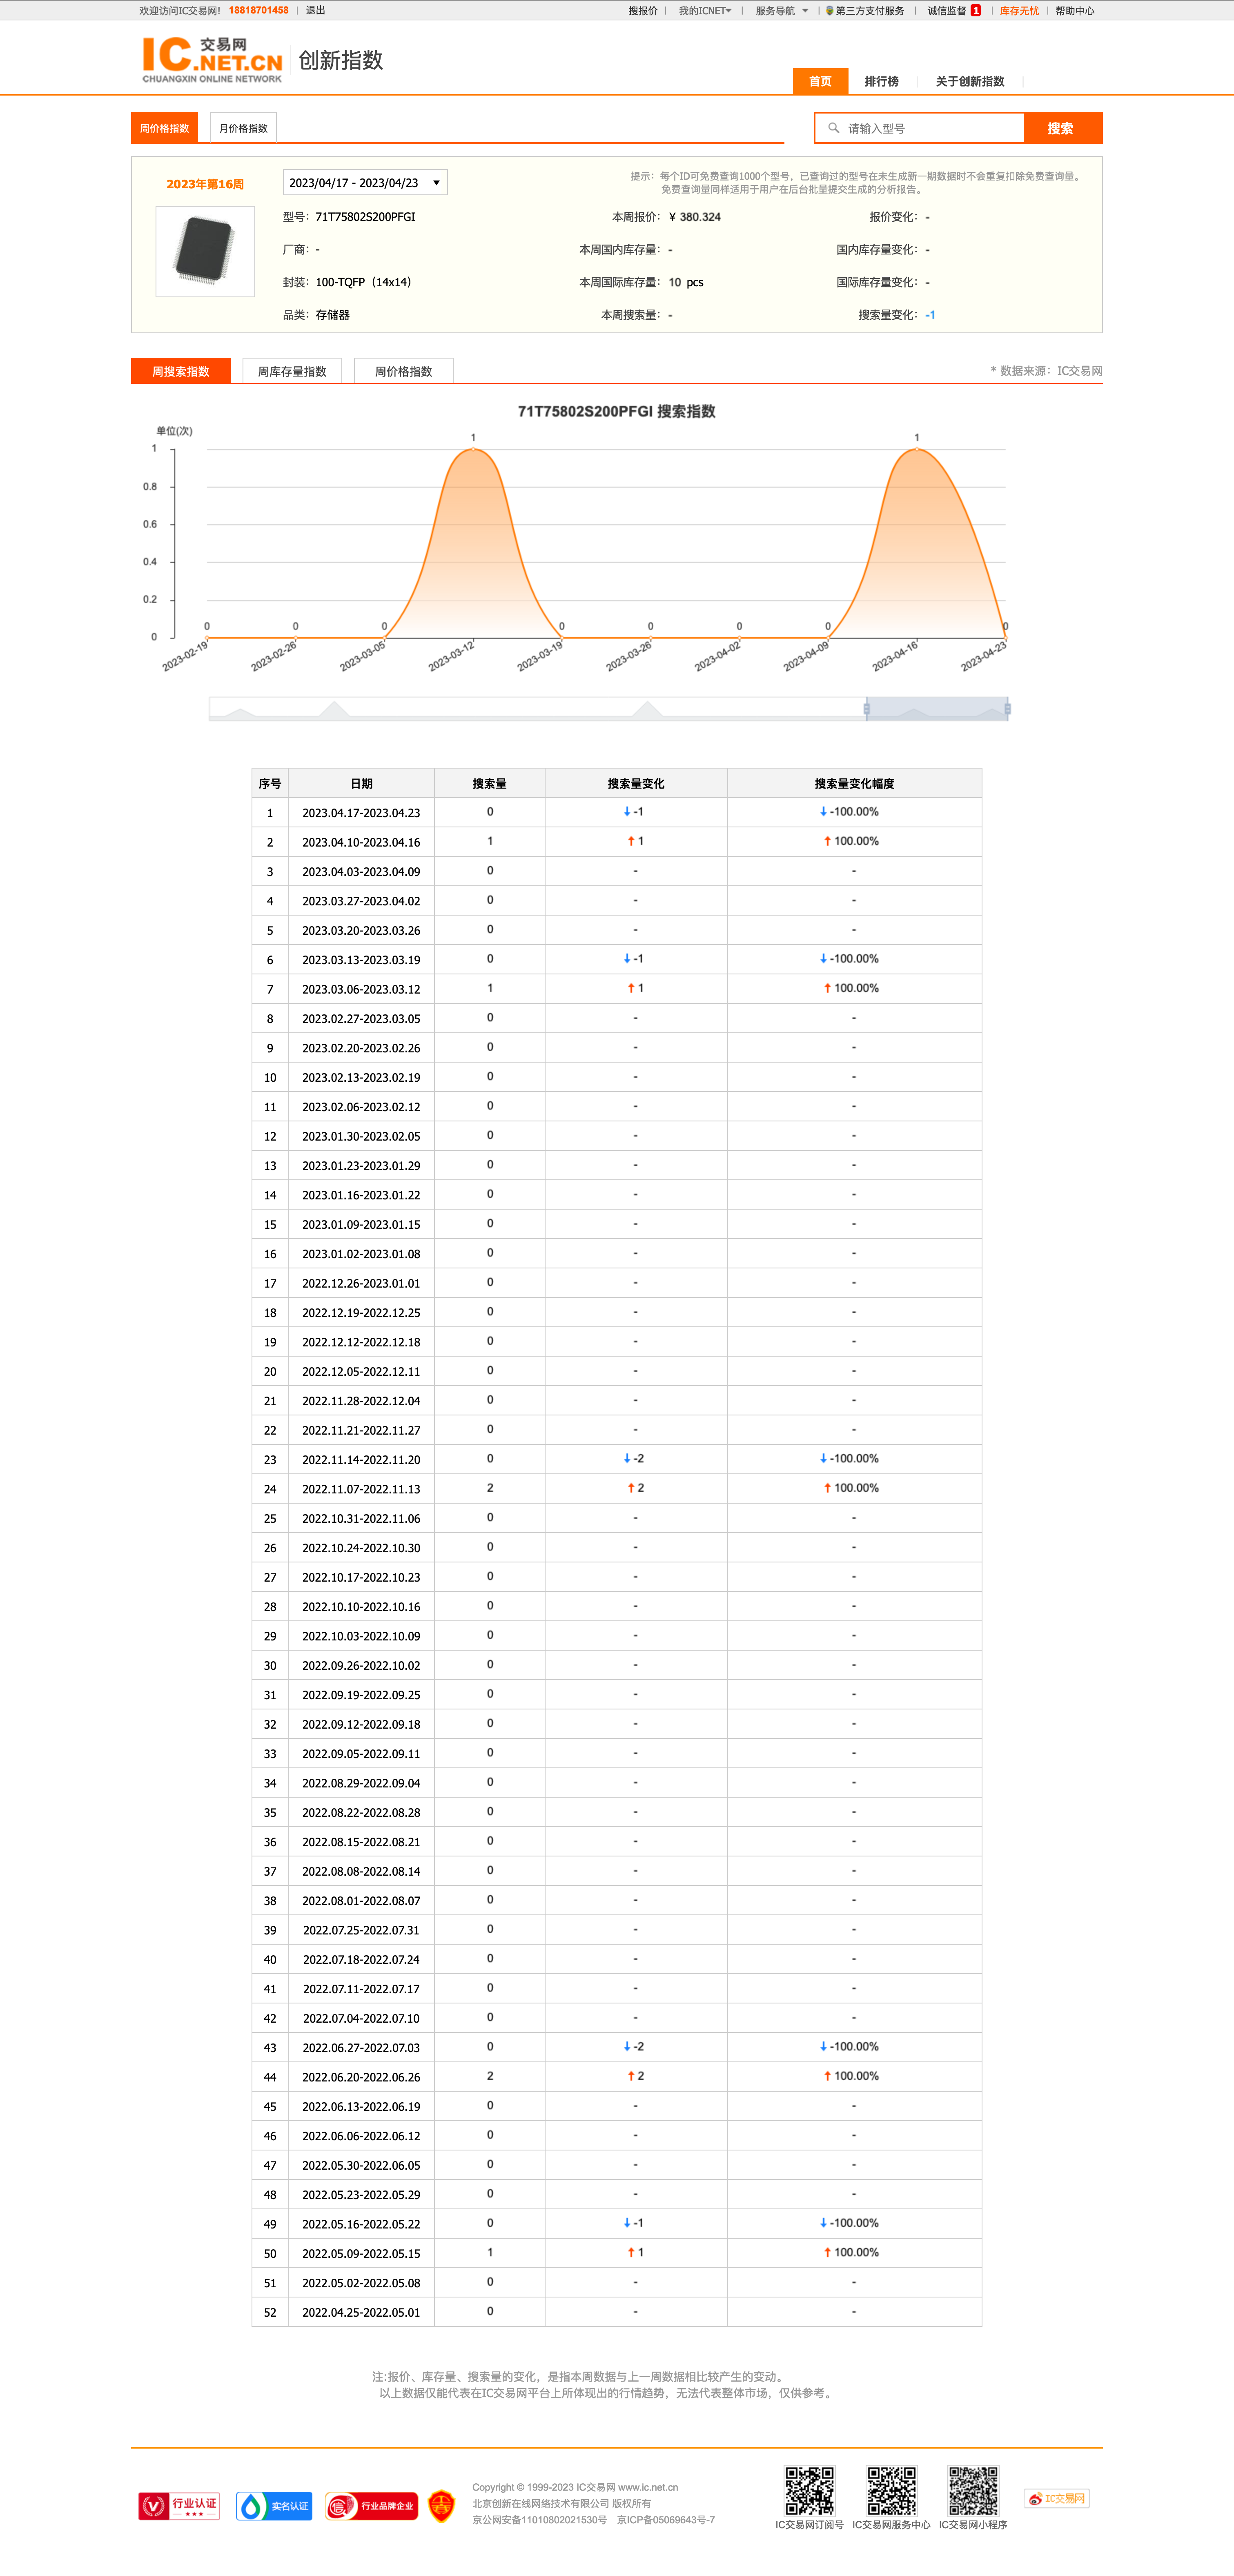 欢迎访问IC交易网! 18818701458 | 退出 搜报价 | 我的ICNET | 服务导航 | 第三方支付服务 | 诚信监督 1 | 库存无忧 | 帮助中心
IC 交易网 .NET.CN
CHUANGXIN ONLINE NETWORK
创新指数
首页 排行榜 关于创新指数
周价格指数 月价格指数 请输入型号 搜索
2023年第16周 2023/04/17 - 2023/04/23
提示：每个ID可免费查询1000个型号，已查询过的型号在未生成新一期数据时不会重复扣除免费查询量。
免费查询量同样适用于用户在后台批量提交生成的分析报告。
型号：71T75802S200PFGI 本周报价：¥ 380.324 报价变化：-
厂商：- 本周国内库存量：- 国内库存量变化：-
封装：100-TQFP（14x14） 本周国际库存量：10 pcs 国际库存量变化：-
品类：存储器 本周搜索量：- 搜索量变化：-1
周搜索指数 周库存量指数 周价格指数 * 数据来源：IC交易网
71T75802S200PFGI 搜索指数
单位(次)
1 1
1
0.8
0.6
0.4
0.2
0
0 0 0 0 0 0 0 0
2023-02-19 2023-02-26 2023-03-05 2023-03-12 2023-03-19 2023-03-26 2023-04-02 2023-04-09 2023-04-16 2023-04-23
序号 日期 搜索量 搜索量变化 搜索量变化幅度
1 2023.04.17-2023.04.23 0 ↓ -1 ↓ -100.00%
2 2023.04.10-2023.04.16 1 ↑ 1 ↑ 100.00%
3 2023.04.03-2023.04.09 0 - -
4 2023.03.27-2023.04.02 0 - -
5 2023.03.20-2023.03.26 0 - -
6 2023.03.13-2023.03.19 0 ↓ -1 ↓ -100.00%
7 2023.03.06-2023.03.12 1 ↑ 1 ↑ 100.00%
8 2023.02.27-2023.03.05 0 - -
9 2023.02.20-2023.02.26 0 - -
10 2023.02.13-2023.02.19 0 - -
11 2023.02.06-2023.02.12 0 - -
12 2023.01.30-2023.02.05 0 - -
13 2023.01.23-2023.01.29 0 - -
14 2023.01.16-2023.01.22 0 - -
15 2023.01.09-2023.01.15 0 - -
16 2023.01.02-2023.01.08 0 - -
17 2022.12.26-2023.01.01 0 - -
18 2022.12.19-2022.12.25 0 - -
19 2022.12.12-2022.12.18 0 - -
20 2022.12.05-2022.12.11 0 - -
21 2022.11.28-2022.12.04 0 - -
22 2022.11.21-2022.11.27 0 - -
23 2022.11.14-2022.11.20 0 ↓ -2 ↓ -100.00%
24 2022.11.07-2022.11.13 2 ↑ 2 ↑ 100.00%
25 2022.10.31-2022.11.06 0 - -
26 2022.10.24-2022.10.30 0 - -
27 2022.10.17-2022.10.23 0 - -
28 2022.10.10-2022.10.16 0 - -
29 2022.10.03-2022.10.09 0 - -
30 2022.09.26-2022.10.02 0 - -
31 2022.09.19-2022.09.25 0 - -
32 2022.09.12-2022.09.18 0 - -
33 2022.09.05-2022.09.11 0 - -
34 2022.08.29-2022.09.04 0 - -
35 2022.08.22-2022.08.28 0 - -
36 2022.08.15-2022.08.21 0 - -
37 2022.08.08-2022.08.14 0 - -
38 2022.08.01-2022.08.07 0 - -
39 2022.07.25-2022.07.31 0 - -
40 2022.07.18-2022.07.24 0 - -
41 2022.07.11-2022.07.17 0 - -
42 2022.07.04-2022.07.10 0 - -
43 2022.06.27-2022.07.03 0 ↓ -2 ↓ -100.00%
44 2022.06.20-2022.06.26 2 ↑ 2 ↑ 100.00%
45 2022.06.13-2022.06.19 0 - -
46 2022.06.06-2022.06.12 0 - -
47 2022.05.30-2022.06.05 0 - -
48 2022.05.23-2022.05.29 0 - -
49 2022.05.16-2022.05.22 0 ↓ -1 ↓ -100.00%
50 2022.05.09-2022.05.15 1 ↑ 1 ↑ 100.00%
51 2022.05.02-2022.05.08 0 - -
52 2022.04.25-2022.05.01 0 - -
注:报价、库存量、搜索量的变化，是指本周数据与上一周数据相比较产生的变动。
以上数据仅能代表在IC交易网平台上所体现出的行情趋势，无法代表整体市场，仅供参考。
行业认证 实名认证 信 行业品牌企业
Copyright © 1999-2023 IC交易网 www.ic.net.cn
北京创新在线网络技术有限公司 版权所有
京公网安备11010802021530号 京ICP备05069643号-7
IC交易网订阅号 IC交易网服务中心 IC交易网小程序
IC交易网